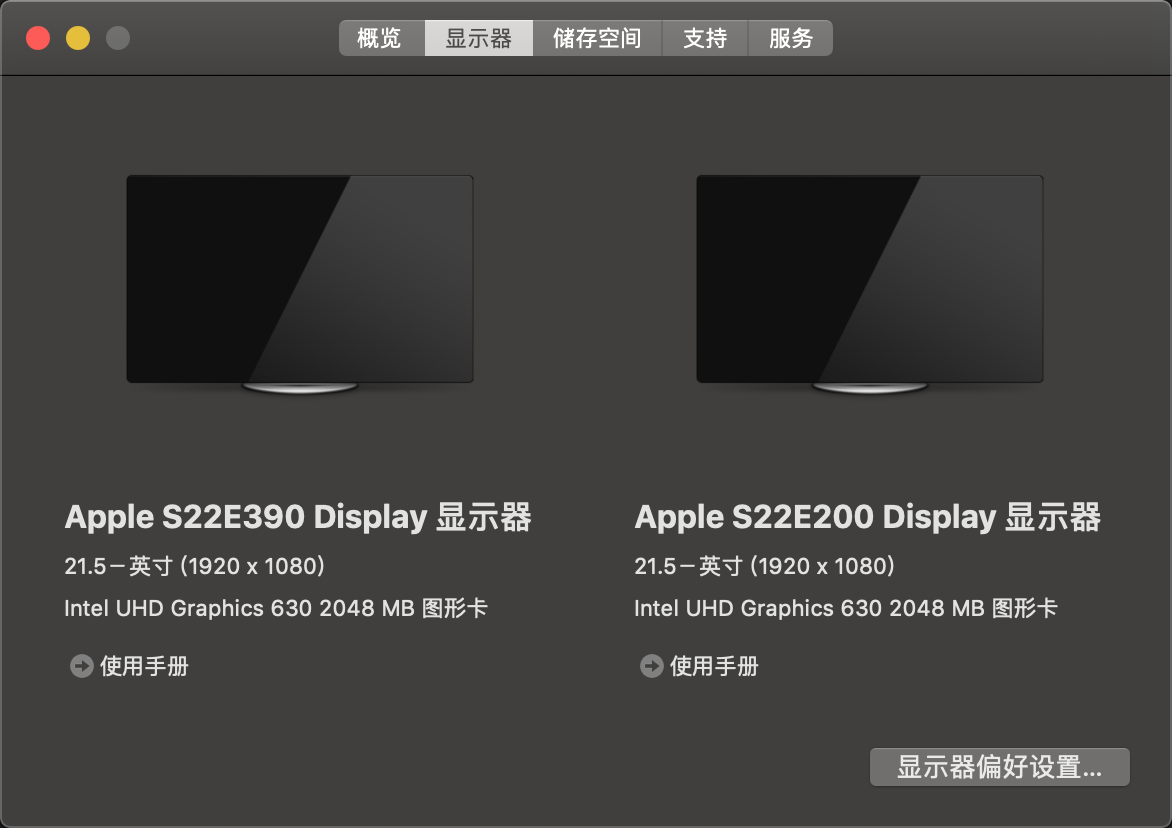 概览 显示器 储存空间 支持 服务
Apple S22E390 Display 显示器
21.5－英寸 (1920 x 1080)
Intel UHD Graphics 630 2048 MB 图形卡
使用手册
Apple S22E200 Display 显示器
21.5－英寸 (1920 x 1080)
Intel UHD Graphics 630 2048 MB 图形卡
使用手册
显示器偏好设置...